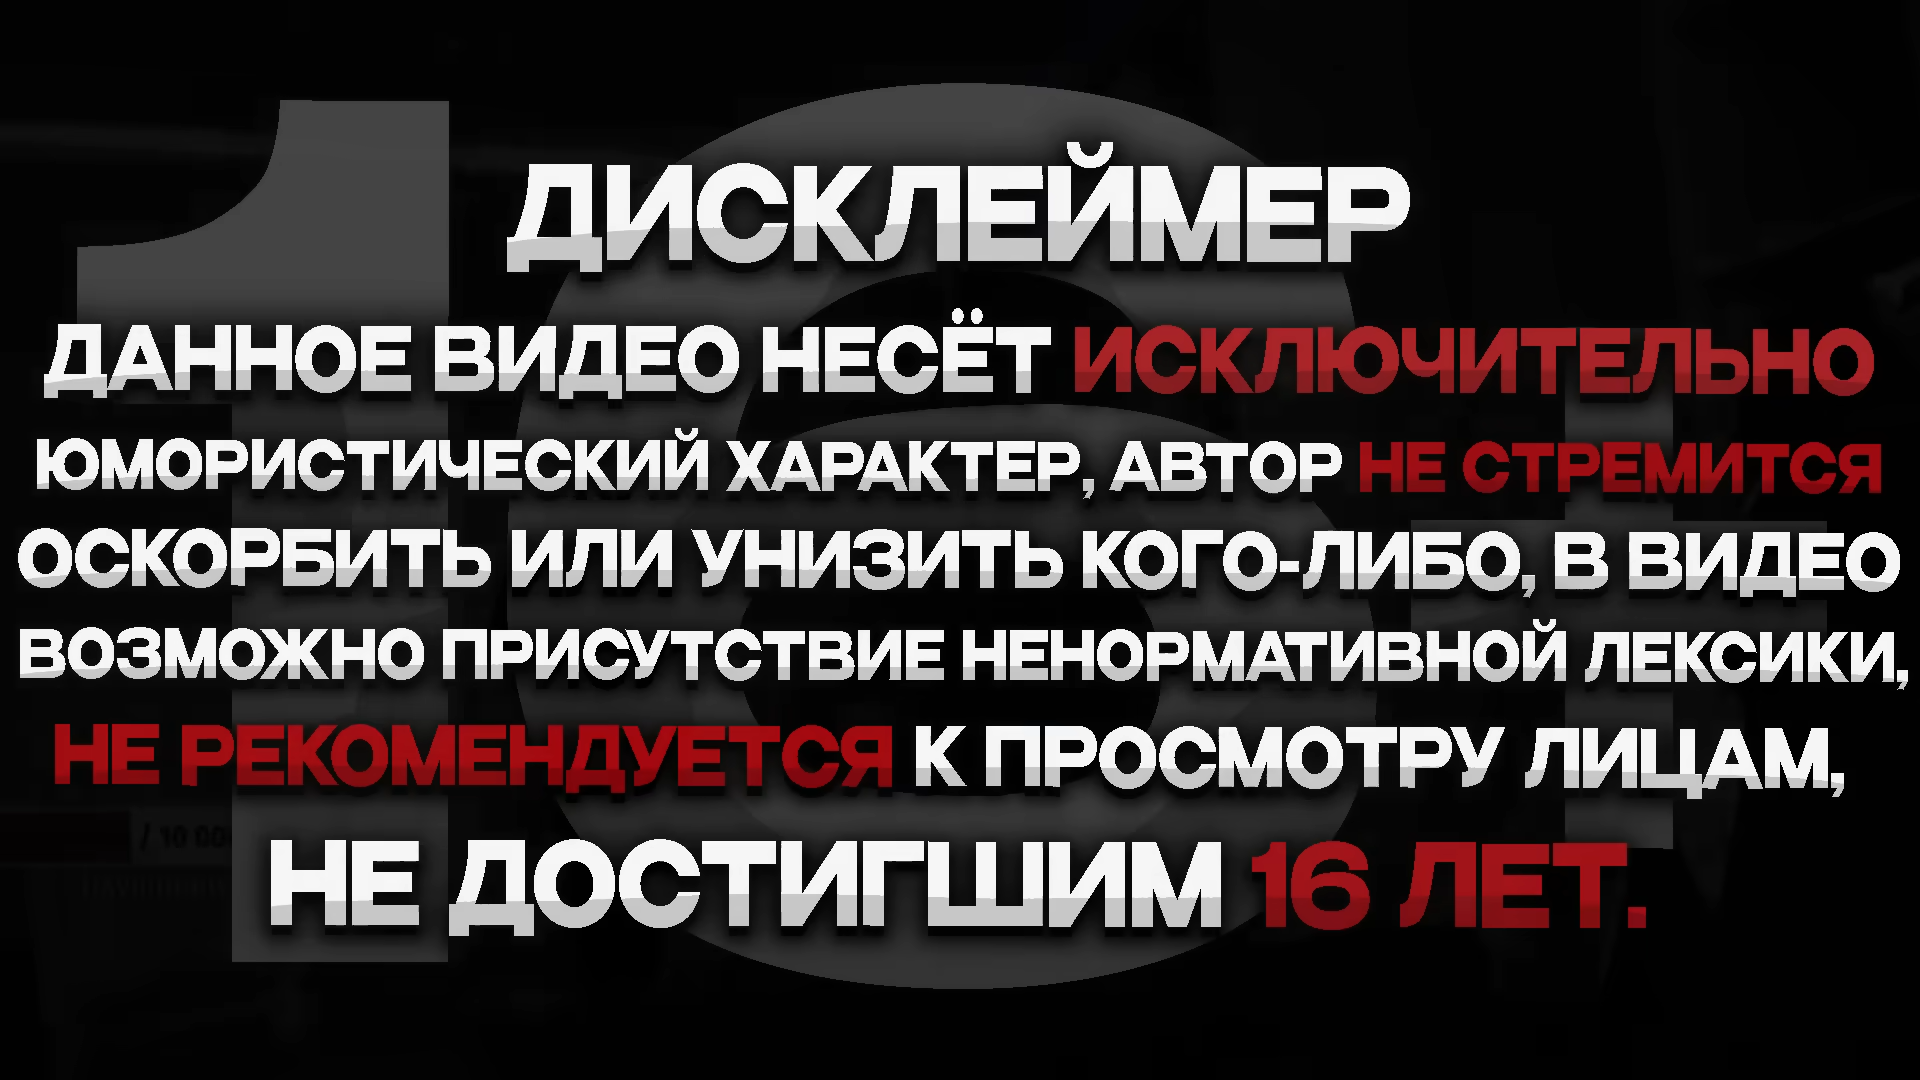 ДИСКЛЕЙМЕР
ДАННОЕ ВИДЕО НЕСЁТ ИСКЛЮЧИТЕЛЬНО
ЮМОРИСТИЧЕСКИЙ ХАРАКТЕР, АВТОР НЕ СТРЕМИТСЯ
ОСКОРБИТЬ ИЛИ УНИЗИТЬ КОГО-ЛИБО, В ВИДЕО
ВОЗМОЖНО ПРИСУТСТВИЕ НЕНОРМАТИВНОЙ ЛЕКСИКИ,
НЕ РЕКОМЕНДУЕТСЯ К ПРОСМОТРУ ЛИЦАМ,
НЕ ДОСТИГШИМ 16 ЛЕТ.
16+